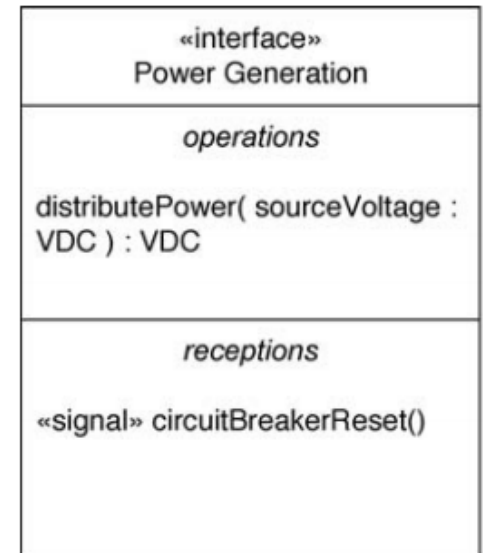 «interface»
Power Generation
operations
distributePower( sourceVoltage :
VDC ) : VDC
receptions
«signal» circuitBreakerReset()